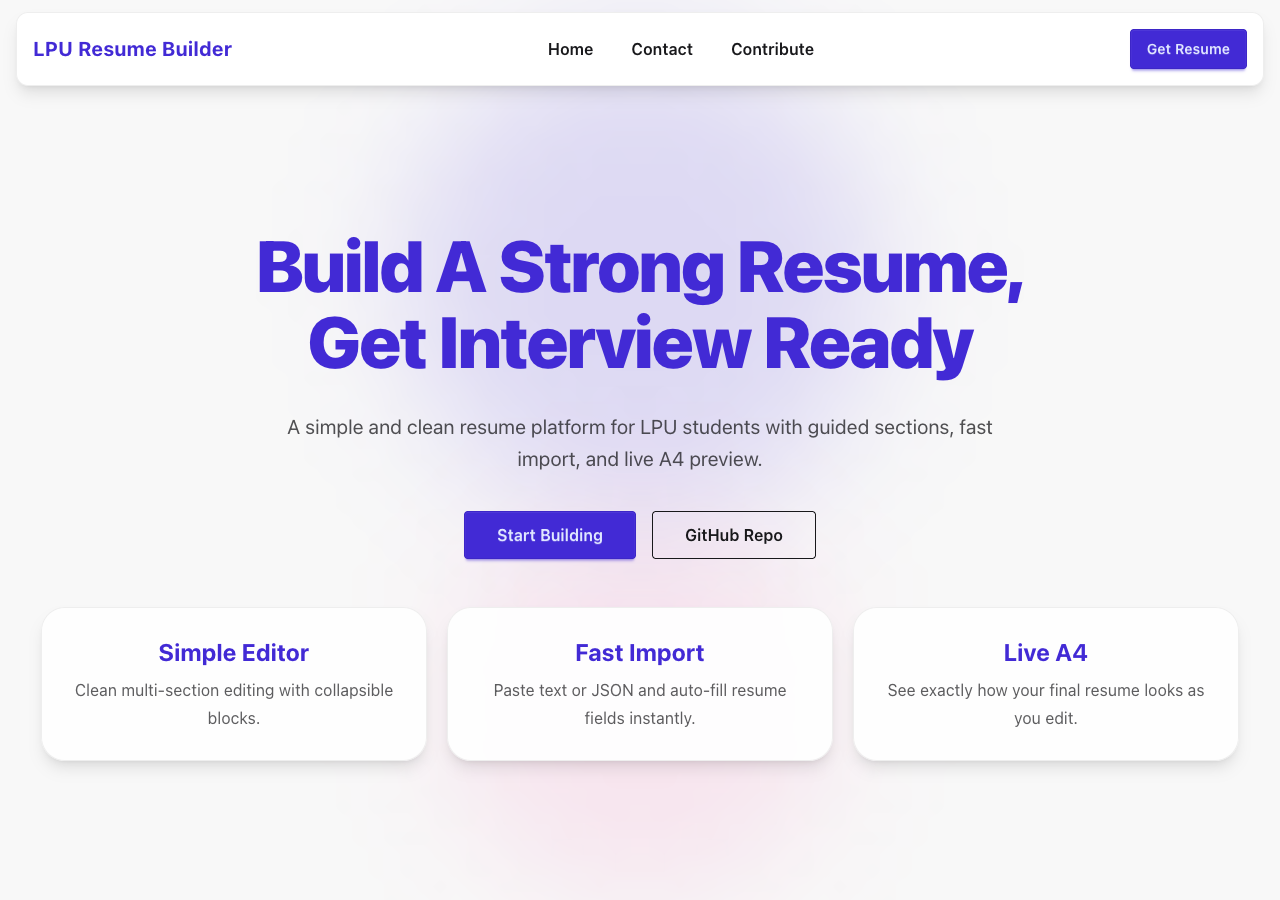 LPU Resume Builder
Home
Contact
Contribute
Get Resume
Build A Strong Resume,
Get Interview Ready
A simple and clean resume platform for LPU students with guided sections, fast
import, and live A4 preview.
Start Building
GitHub Repo
Simple Editor
Clean multi-section editing with collapsible
blocks.
Fast Import
Paste text or JSON and auto-fill resume
fields instantly.
Live A4
See exactly how your final resume looks as
you edit.